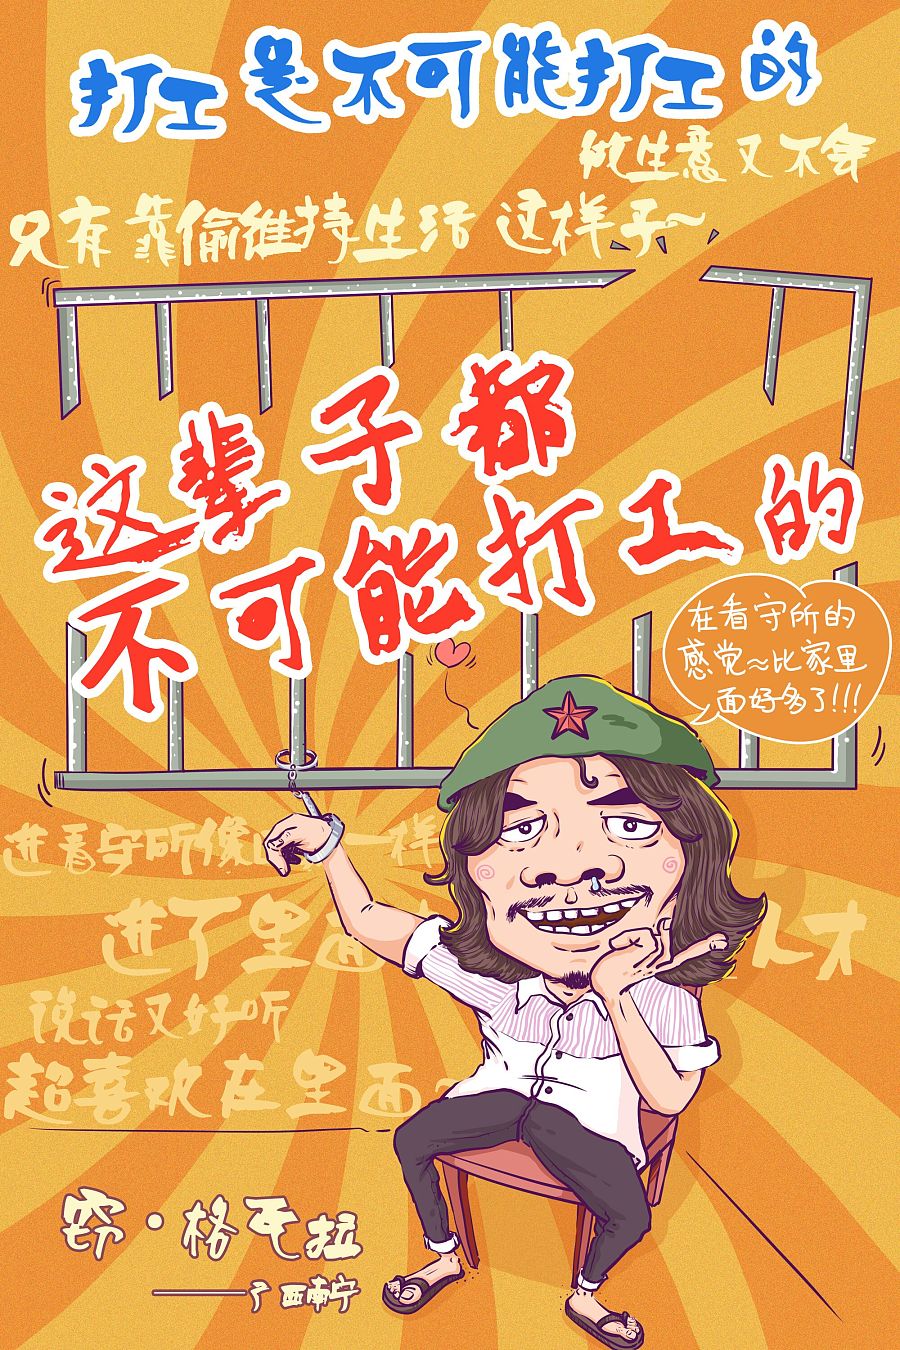 打工是不可能打工的
做生意又不会
只有靠偷维持生活 这样子~
这辈子都
不可能打工的
在看守所的
感觉~比家里
面好多了!!!
进看守所像 一样
进了里面 人才
说话又好听
超喜欢在里面~
窃·格瓦拉
——广西南宁